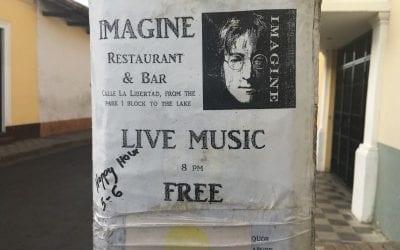 IMAGINE
RESTAURANT
& BAR
CALLE LA LIBERTAD, FROM THE
PARK 1 BLOCK TO THE LAKE
IMAGINE
LIVE MUSIC
8 PM
FREE
Happy Hour
5-6